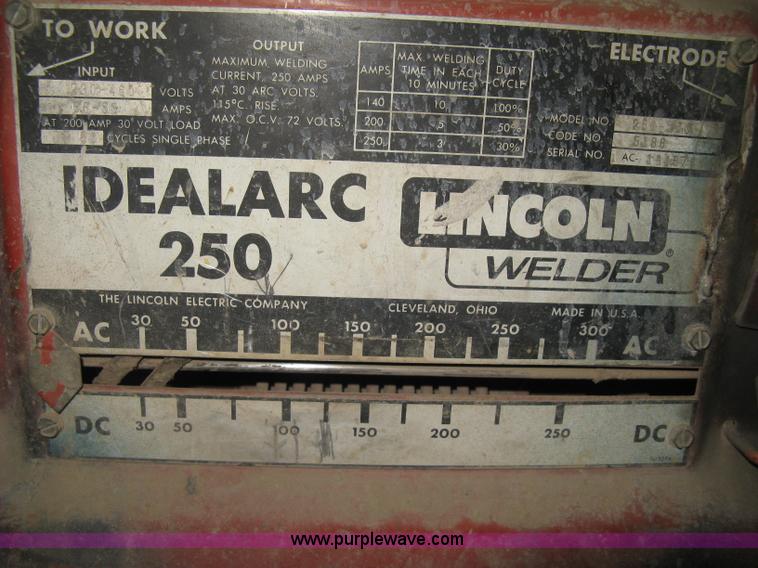 TO WORK
INPUT
230-460 VOLTS
AMPS
AT 200 AMP 30 VOLT LOAD
CYCLES SINGLE PHASE
OUTPUT
MAXIMUM WELDING
CURRENT, 250 AMPS
AT 30 ARC VOLTS.
115°C. RISE.
MAX. O.C.V: 72 VOLTS.
AMPS MAX. WELDING TIME IN EACH 10 MINUTES DUTY CYCLE
140 10 100%
200 5 50%
250 3 30%
ELECTRODE
MODEL NO.
CODE NO.
SERIAL NO. AC-
IDEALARC
250
LINCOLN
WELDER
®
THE LINCOLN ELECTRIC COMPANY CLEVELAND, OHIO MADE IN U.S.A.
AC 30 50 100 150 200 250 300 AC
DC 30 50 100 150 200 250 DC
www.purplewave.com